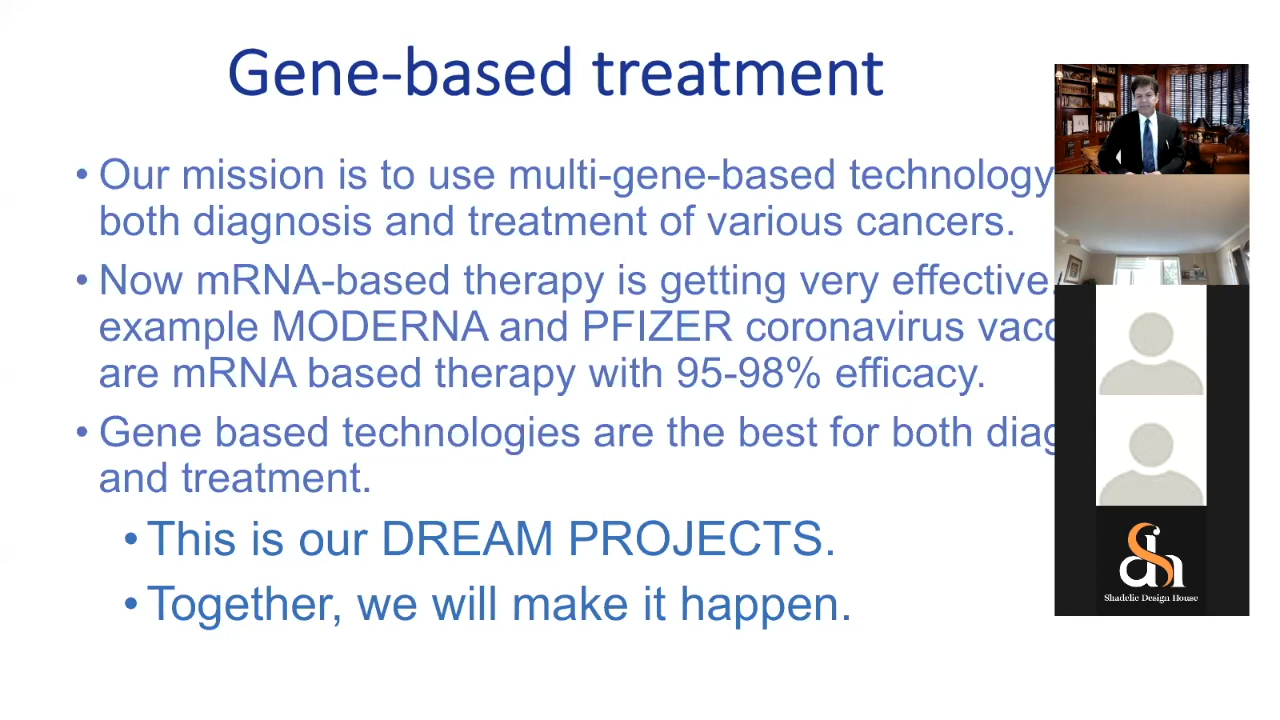 Gene-based treatment
• Our mission is to use multi-gene-based technology
both diagnosis and treatment of various cancers.
• Now mRNA-based therapy is getting very effective.
example MODERNA and PFIZER coronavirus
are mRNA based therapy with 95-98% efficacy.
• Gene based technologies are the best for both
and treatment.
• This is our DREAM PROJECTS.
• Together, we will make it happen.
dsh
Shadelic Design House